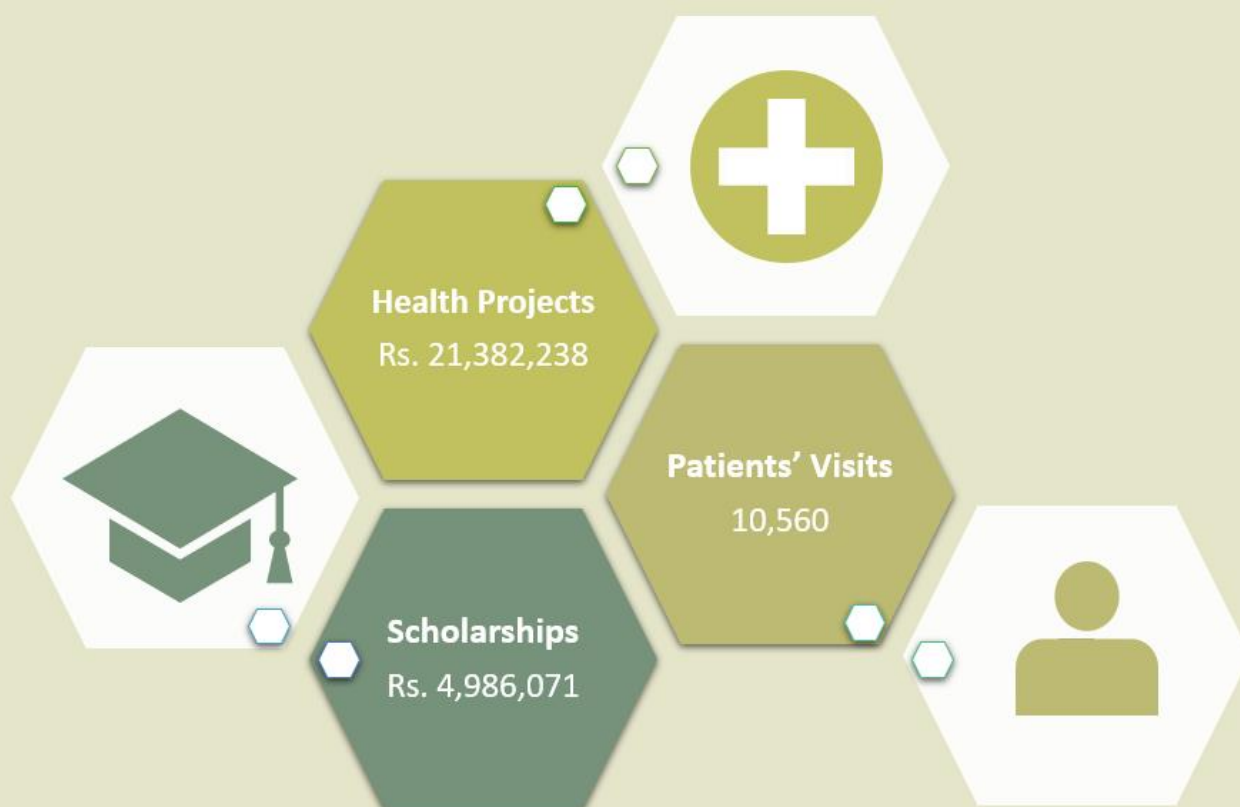 Health Projects
Rs. 21,382,238
Patients’ Visits
10,560
Scholarships
Rs. 4,986,071